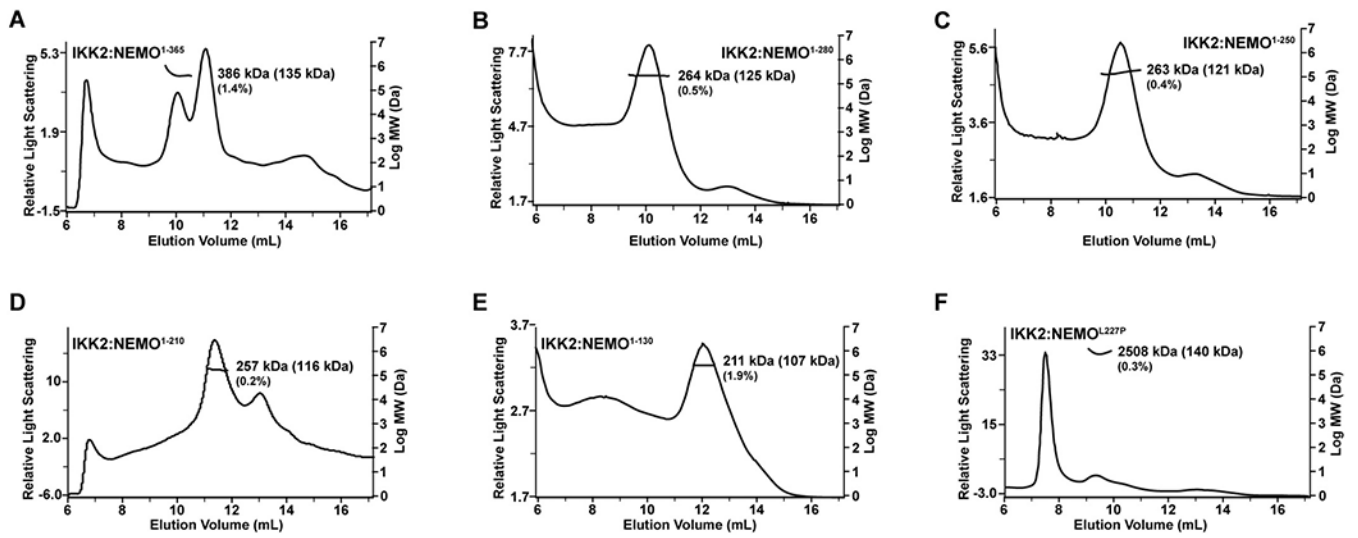 A
IKK2:NEMO1-365
386 kDa (135 kDa)
(1.4%)
5.3
1.9
-1.5
Relative Light Scattering
7
6
5
4
3
2
1
0
Log MW (Da)
6 8 10 12 14 16
Elution Volume (mL)
B
IKK2:NEMO1-280
264 kDa (125 kDa)
(0.5%)
7.7
4.7
1.7
Relative Light Scattering
7
6
5
4
3
2
1
0
Log MW (Da)
6 8 10 12 14 16
Elution Volume (mL)
C
IKK2:NEMO1-250
263 kDa (121 kDa)
(0.4%)
5.6
3.6
1.6
Relative Light Scattering
7
6
5
4
3
2
1
0
Log MW (Da)
6 8 10 12 14 16
Elution Volume (mL)
D
IKK2:NEMO1-210
257 kDa (116 kDa)
(0.2%)
10
2.0
-6.0
Relative Light Scattering
7
6
5
4
3
2
1
0
Log MW (Da)
6 8 10 12 14 16
Elution Volume (mL)
E
IKK2:NEMO1-130
211 kDa (107 kDa)
(1.9%)
3.7
2.7
1.7
Relative Light Scattering
7
6
5
4
3
2
1
0
Log MW (Da)
6 8 10 12 14 16
Elution Volume (mL)
F
IKK2:NEMOL227P
2508 kDa (140 kDa)
(0.3%)
33
15
-3.0
Relative Light Scattering
7
6
5
4
3
2
1
0
Log MW (Da)
6 8 10 12 14 16
Elution Volume (mL)